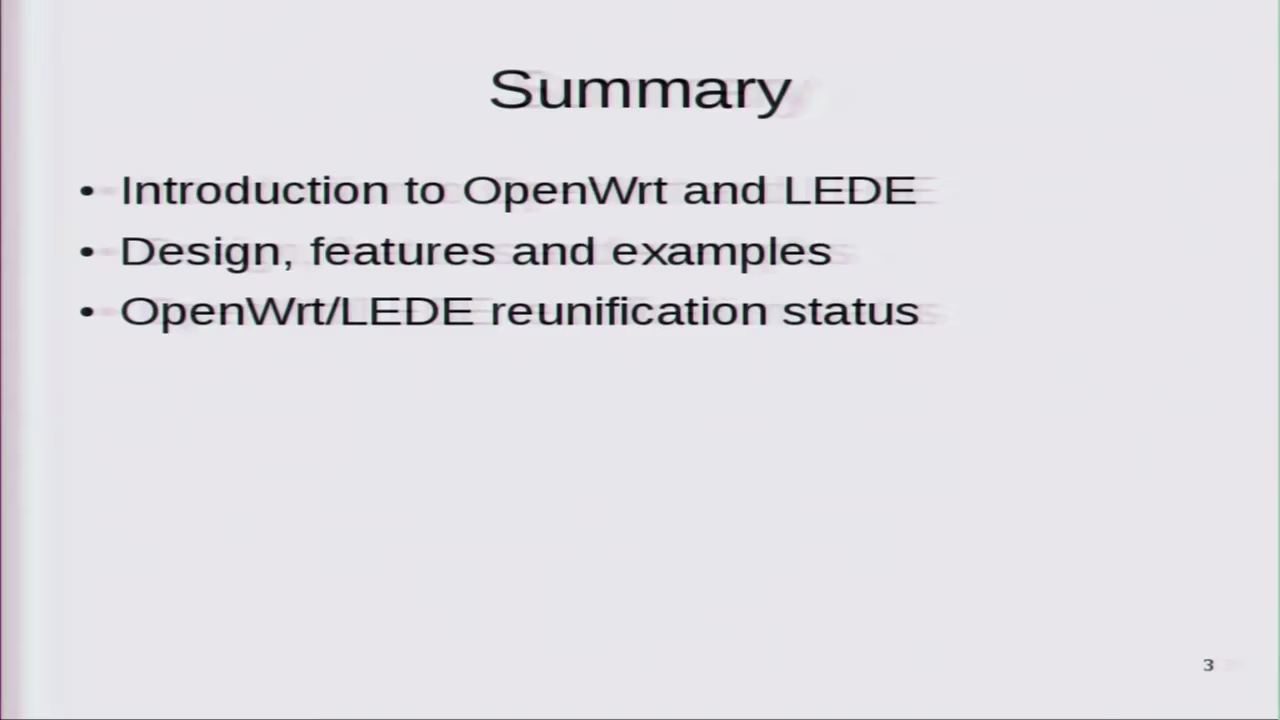 Summary
• Introduction to OpenWrt and LEDE
• Design, features and examples
• OpenWrt/LEDE reunification status
3